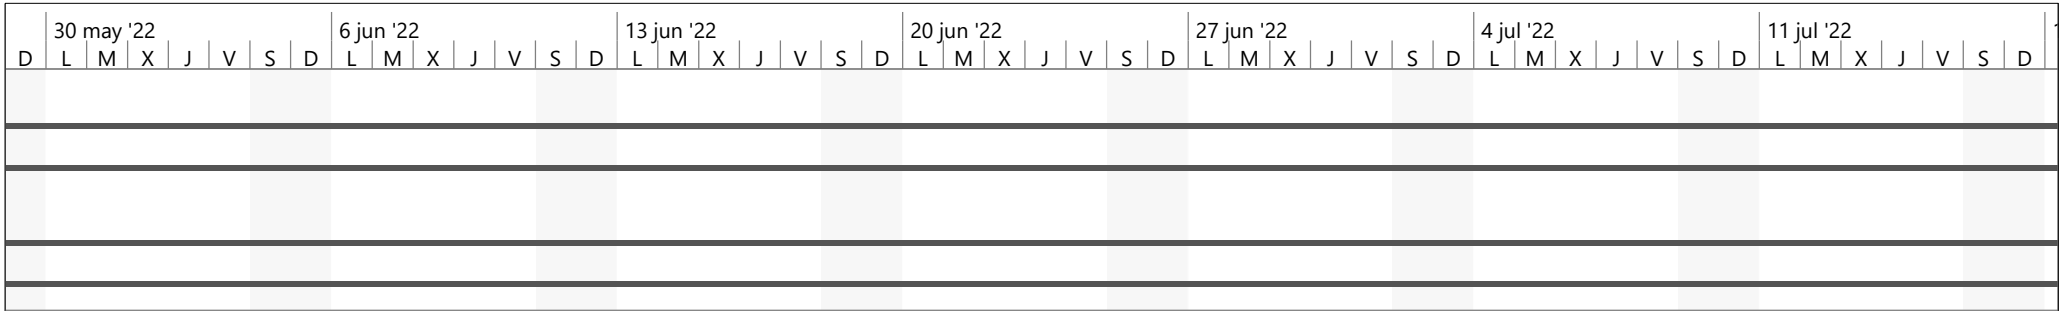 30 may '22 6 jun '22 13 jun '22 20 jun '22 27 jun '22 4 jul '22 11 jul '22
D L M X J V S D L M X J V S D L M X J V S D L M X J V S D L M X J V S D L M X J V S D L M X J V S D